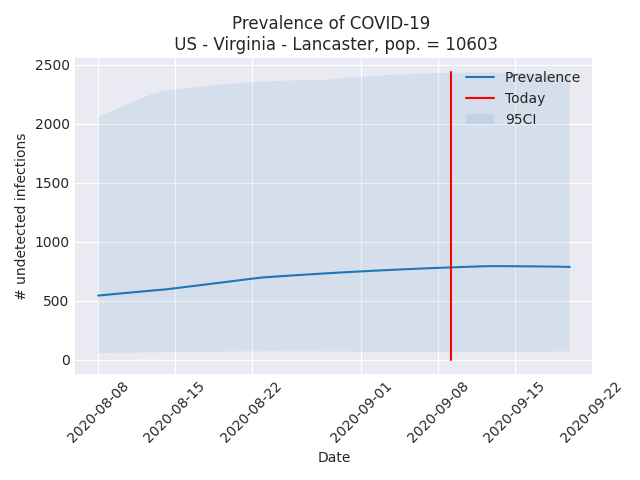 Prevalence of COVID-19
US - Virginia - Lancaster, pop. = 10603
Prevalence
Today
95CI
# undetected infections
2500
2000
1500
1000
500
0
2020-08-08
2020-08-15
2020-08-22
2020-09-01
2020-09-08
2020-09-15
2020-09-22
Date